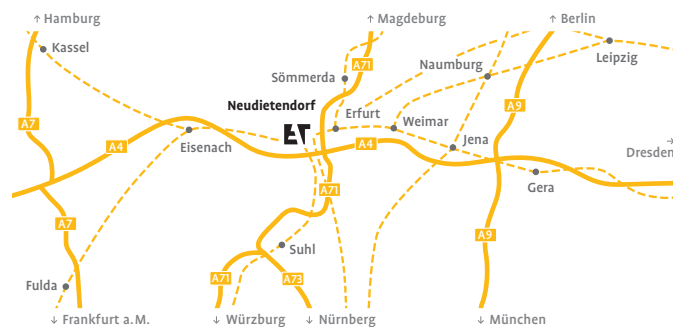 ↑ Hamburg
↑ Magdeburg
↑ Berlin
Kassel
Leipzig
A71
Naumburg
Sömmerda
Neudietendorf
A9
Erfurt
Weimar
A7
ET
A4
Eisenach
A4
Jena
→
Dresden
A71
Gera
A7
A9
Suhl
A71
A73
Fulda
↓ Frankfurt a.M.
↓ Würzburg
↓ Nürnberg
↓ München